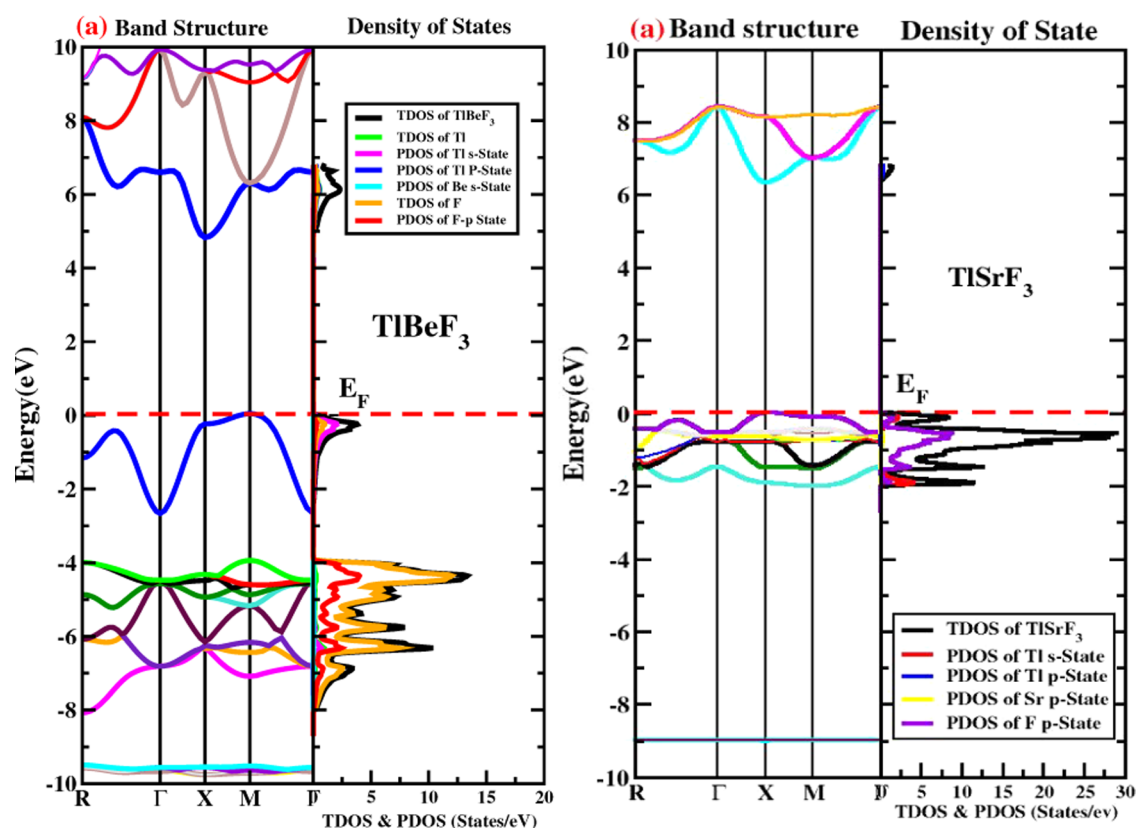 (a) Band Structure
Density of States
10
8
6
4
2
0
-2
-4
-6
-8
-10
Energy(eV)
TDOS of TlBeF3
TDOS of Tl
PDOS of Tl s-State
PDOS of Tl P-State
PDOS of Be s-State
TDOS of F
PDOS of F-p State
TlBeF3
EF
R
Γ
X
M
5
10
15
20
TDOS & PDOS (States/eV)
(a) Band structure
Density of State
10
8
6
4
2
0
-2
-4
-6
-8
-10
Energy(eV)
TlSrF3
EF
TDOS of TlSrF3
PDOS of Tl s-State
PDOS of Tl p-State
PDOS of Sr p-State
PDOS of F p-State
R
Γ
X
M
5
10
15
20
25
30
TDOS & PDOS (States/ev)